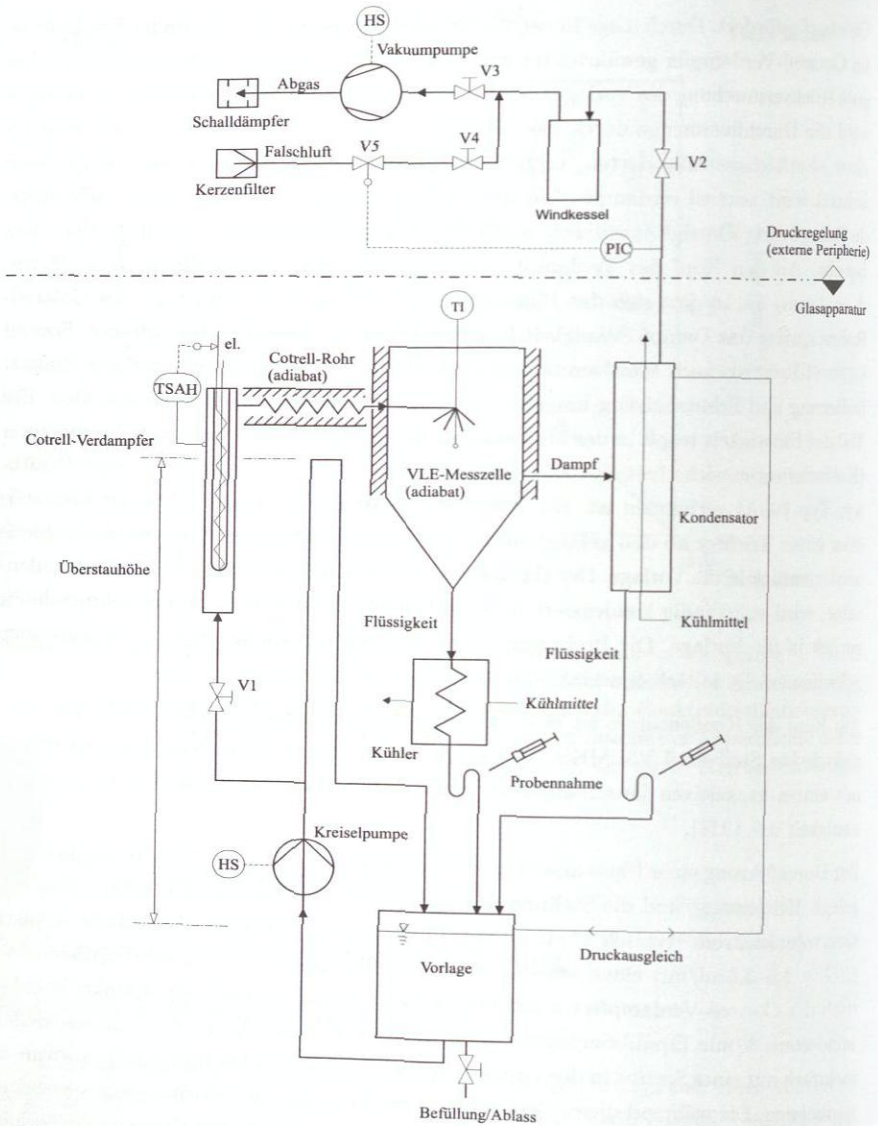 HS
Vakuumpumpe
V3
Abgas
Schalldämpfer
Falschluft
V5
V4
V2
Kerzenfilter
Windkessel
PIC
Druckregelung
(externe Peripherie)
Glasapparatur
TI
el.
Cotrell-Rohr
(adiabat)
TSAH
Cotrell-Verdampfer
VLE-Messzelle
(adiabat)
Dampf
Kondensator
Überstauhöhe
Flüssigkeit
Flüssigkeit
Kühlmittel
V1
Kühlmittel
Kühler
Probennahme
Kreiselpumpe
HS
Vorlage
Druckausgleich
Befüllung/Ablass